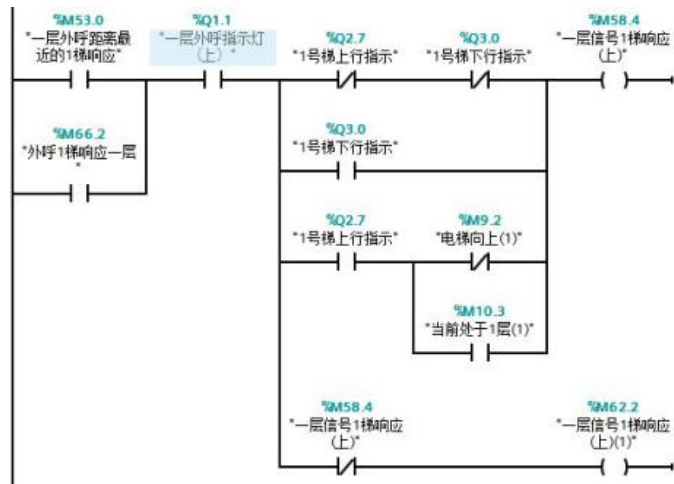 %M53.0
"一层外呼距离最
近的1梯响应"
%Q1.1
"一层外呼指示灯
(上) "
%Q2.7
"1号梯上行指示"
%Q3.0
"1号梯下行指示"
%M58.4
"一层信号1梯响应
(上)"
%M66.2
"外呼1梯响应一层
"
%Q3.0
"1号梯下行指示"
%Q2.7
"1号梯上行指示"
%M9.2
"电梯向上(1)"
%M10.3
"当前处于1层(1)"
%M58.4
"一层信号1梯响应
(上)"
%M62.2
"一层信号1梯响应
(上)(1)"